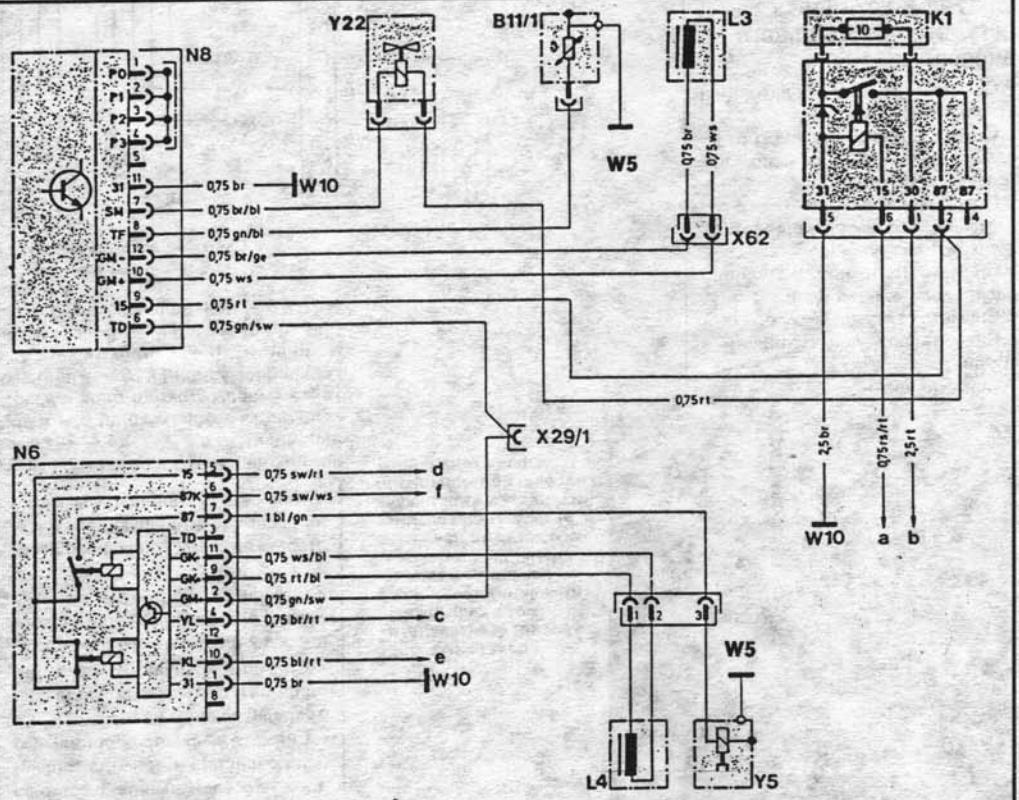 Y22
B11/1
L3
K1
10
N8
1
P0
2
P1
3
P2
4
P3
5
11
31
0,75 br
W10
7
SM
0,75 br/bl
8
TF
0,75 gn/bl
12
GM-
0,75 br/ge
10
GM+
0,75 ws
9
15
0,75 rt
6
TD
0,75 gn/sw
W5
0,75 br
0,75 ws
X62
31
15
30
87
87
5
6
1
2
4
0,75 rt
2,5 br
0,75 rs/rt
2,5 rt
W10
a
b
X29/1
N6
5
15
0,75 sw/rt
d
6
87K
0,75 sw/ws
f
7
87
1 bl/gn
3
TD
11
GK
0,75 ws/bl
9
GK
0,75 rt/bl
2
GM
0,75 gn/sw
4
YL
0,75 br/rt
c
12
10
KL
0,75 bl/rt
e
1
31
0,75 br
W10
8
1
2
3
W5
L4
Y5